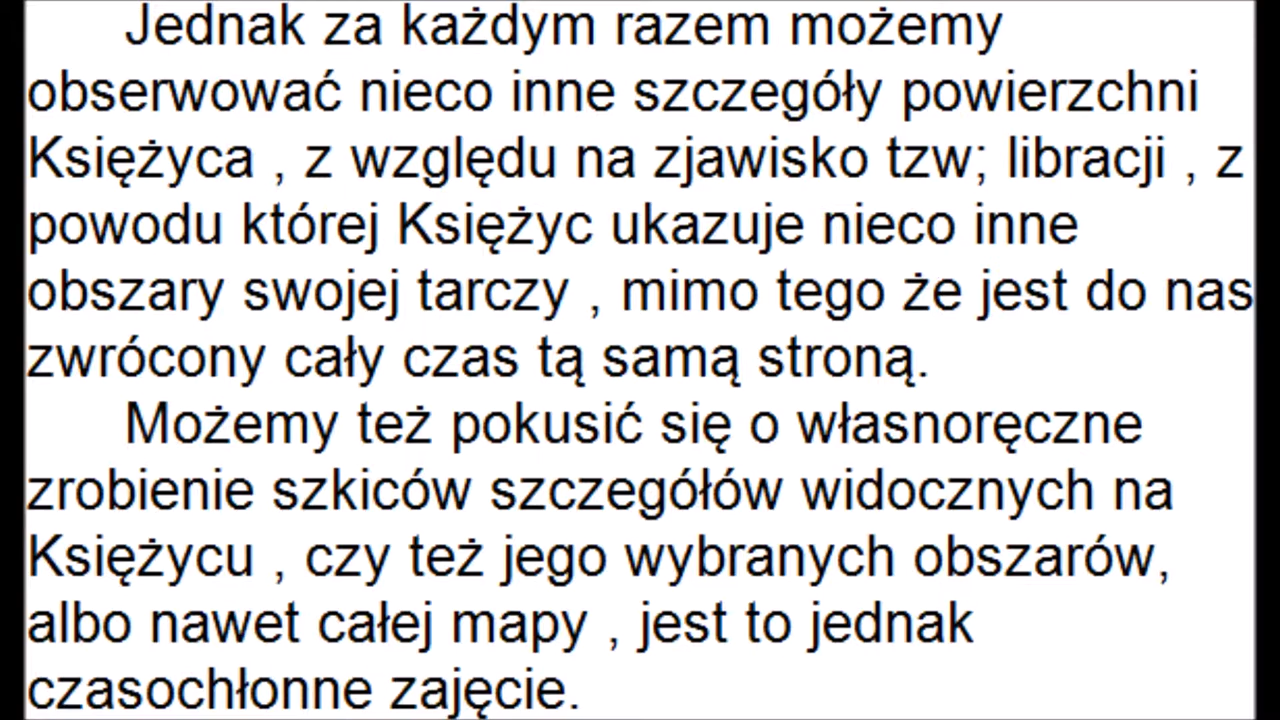 Jednak za każdym razem możemy
obserwować nieco inne szczegóły powierzchni
Księżyca , z względu na zjawisko tzw; libracji , z
powodu której Księżyc ukazuje nieco inne
obszary swojej tarczy , mimo tego że jest do nas
zwrócony cały czas tą samą stroną.
Możemy też pokusić się o własnoręczne
zrobienie szkiców szczegółów widocznych na
Księżycu , czy też jego wybranych obszarów,
albo nawet całej mapy , jest to jednak
czasochłonne zajęcie.